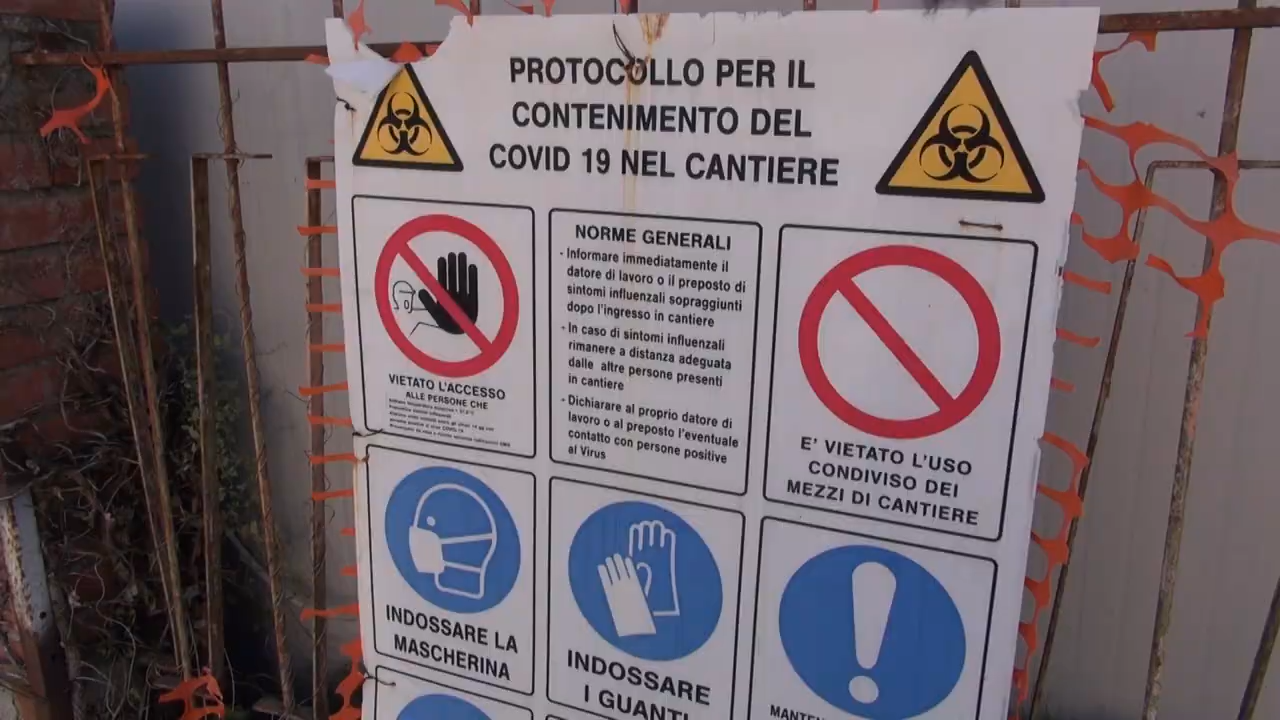 PROTOCOLLO PER IL
CONTENIMENTO DEL
COVID 19 NEL CANTIERE
VIETATO L'ACCESSO
ALLE PERSONE CHE
NORME GENERALI
- Informare immediatamente il
datore di lavoro o il preposto di
sintomi influenzali sopraggiunti
dopo l'ingresso in cantiere
- In caso di sintomi influenzali
rimanere a distanza adeguata
dalle altre persone presenti
in cantiere
- Dichiarare al proprio datore di
lavoro o al preposto l'eventuale
contatto con persone positive
al Virus
E' VIETATO L'USO
CONDIVISO DEI
MEZZI DI CANTIERE
INDOSSARE LA
MASCHERINA
INDOSSARE
I GUANTI